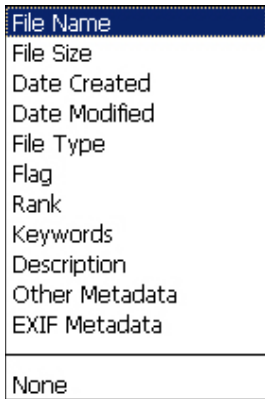 File Name
File Size
Date Created
Date Modified
File Type
Flag
Rank
Keywords
Description
Other Metadata
EXIF Metadata
None